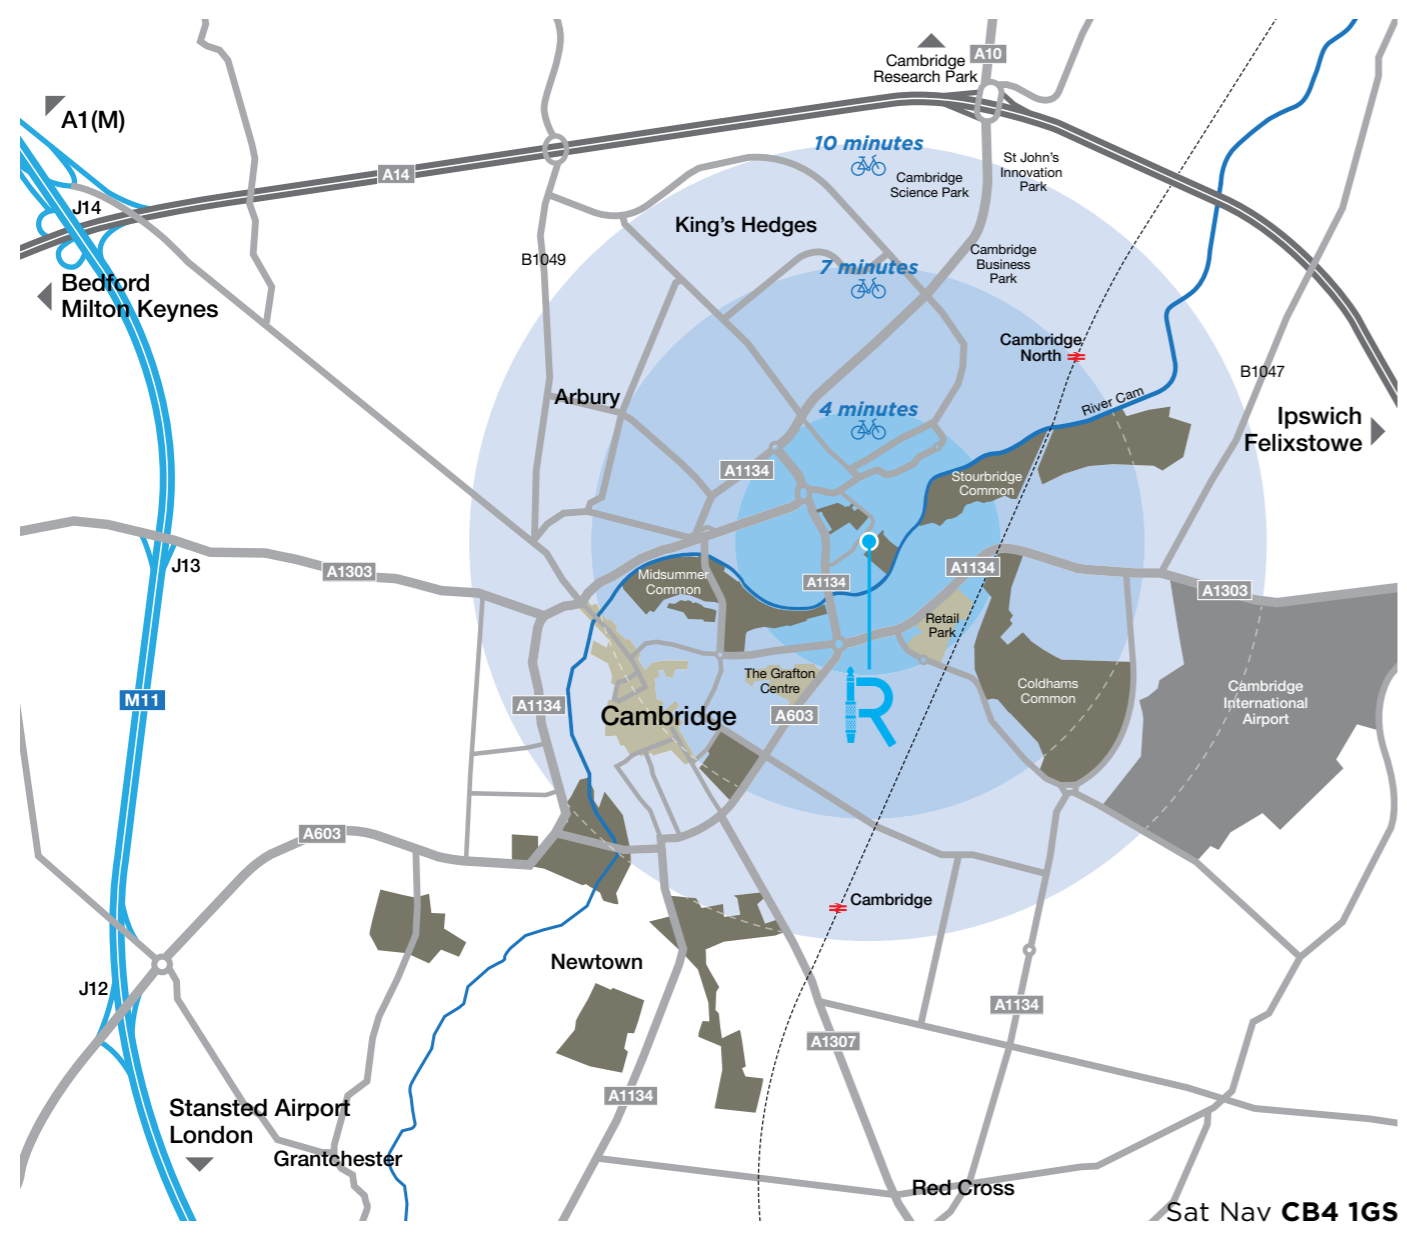 A10
Cambridge
Research Park
A1(M)
10 minutes
St John's
Innovation
Park
A14
Cambridge
Science Park
J14
King's Hedges
B1049
Cambridge
Business
Park
7 minutes
Bedford
Milton Keynes
Cambridge
North
B1047
Arbury
River Cam
4 minutes
Ipswich
Felixstowe
A1134
Stourbridge
Common
J13
A1303
Midsummer
Common
A1134
A1134
A1303
Retail
Park
The Grafton
Centre
Coldhams
Common
Cambridge
International
Airport
M11
A1134
Cambridge
A603
R
A603
Cambridge
Newtown
J12
A1134
A1307
A1134
Stansted Airport
London
Grantchester
Red Cross
Sat Nav CB4 1GS